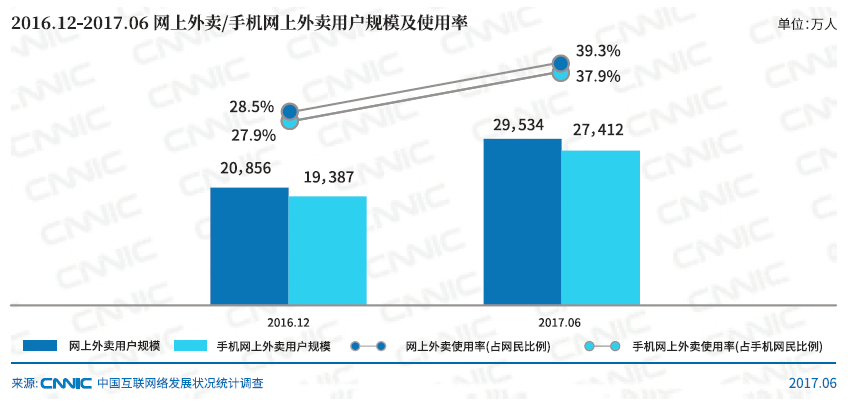 2016.12-2017.06 网上外卖/手机网上外卖用户规模及使用率
单位:万人
39.3%
37.9%
28.5%
27.9%
29,534
27,412
20,856
19,387
2016.12
2017.06
网上外卖用户规模
手机网上外卖用户规模
网上外卖使用率(占网民比例)
手机网上外卖使用率(占手机网民比例)
来源: CNNIC 中国互联网络发展状况统计调查
2017.06